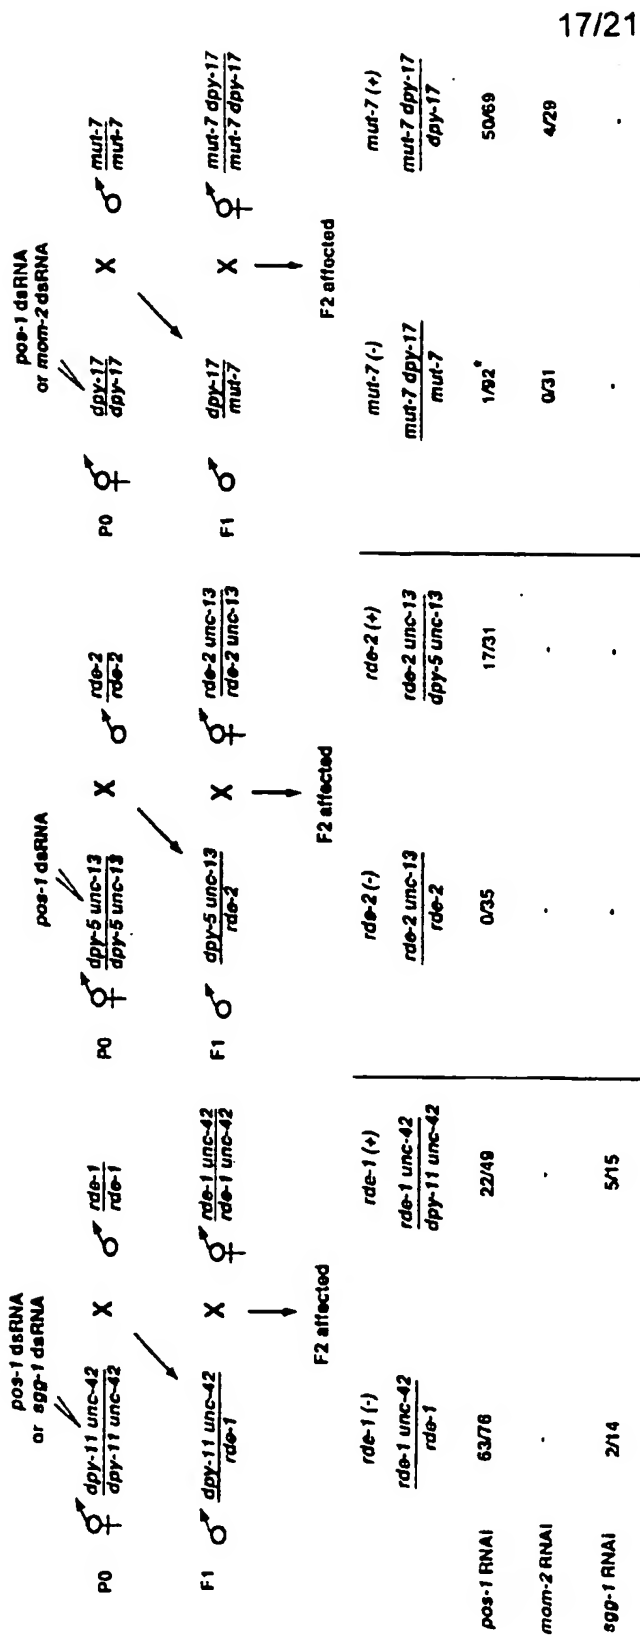 17/21
pos-1 dsRNA
or sgg-1 dsRNA
P0 dpy-11 unc-42 X rde-1
dpy-11 unc-42 rde-1
F1 dpy-11 unc-42 X rde-1 unc-42
rde-1 rde-1 unc-42
F2 affected
rde-1 (-) rde-1 (+)
rde-1 unc-42 rde-1 unc-42
rde-1 dpy-11 unc-42
pos-1 RNAi 63/76 22/49
mom-2 RNAi - -
sgg-1 RNAi 2/14 5/15
pos-1 dsRNA
P0 dpy-5 unc-13 X rde-2
dpy-5 unc-13 rde-2
F1 dpy-5 unc-13 X rde-2 unc-13
rde-2 rde-2 unc-13
F2 affected
rde-2 (-) rde-2 (+)
rde-2 unc-13 rde-2 unc-13
rde-2 dpy-5 unc-13
0/35 17/31
- -
- -
pos-1 dsRNA
or mom-2 dsRNA
P0 dpy-17 X mut-7
dpy-17 mut-7
F1 dpy-17 X mut-7 dpy-17
mut-7 mut-7 dpy-17
F2 affected
mut-7 (-) mut-7 (+)
mut-7 dpy-17 mut-7 dpy-17
mut-7 dpy-17
1/92* 50/69
0/31 4/29
- -